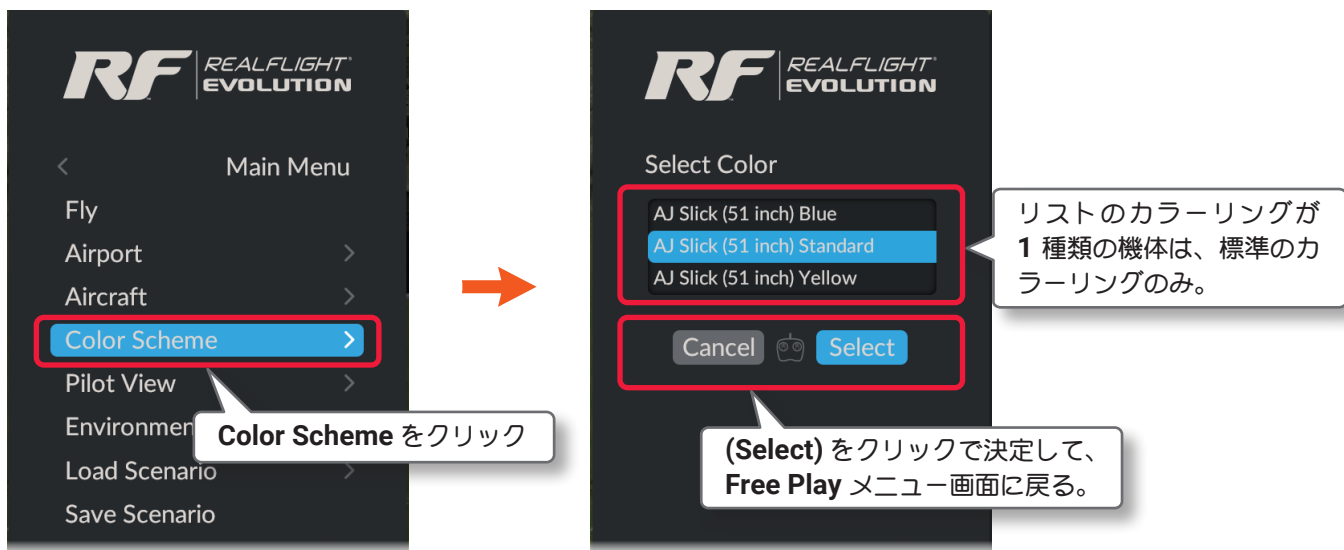 RF REALFLIGHT EVOLUTION
< Main Menu
Fly
Airport >
Aircraft >
Color Scheme >
Pilot View >
Environmen
Load Scenario >
Save Scenario
Color Scheme をクリック
RF REALFLIGHT EVOLUTION
Select Color
AJ Slick (51 inch) Blue
AJ Slick (51 inch) Standard
AJ Slick (51 inch) Yellow
Cancel Select
リストのカラーリングが
1 種類の機体は、標準のカ
ラーリングのみ。
(Select) をクリックで決定して、
Free Play メニュー画面に戻る。